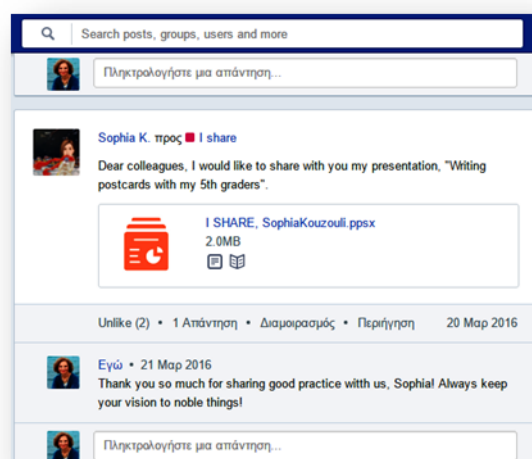 Search posts, groups, users and more
Πληκτρολογήστε μια απάντηση...
Sophia K. προς I share
Dear colleagues, I would like to share with you my presentation, "Writing
postcards with my 5th graders".
I SHARE, SophiaKouzouli.ppsx
2.0MB
Unlike (2) • 1 Απάντηση • Διαμοιρασμός • Περιήγηση 20 Μαρ 2016
Εγώ • 21 Μαρ 2016
Thank you so much for sharing good practice witth us, Sophia! Always keep
your vision to noble things!
Πληκτρολογήστε μια απάντηση...